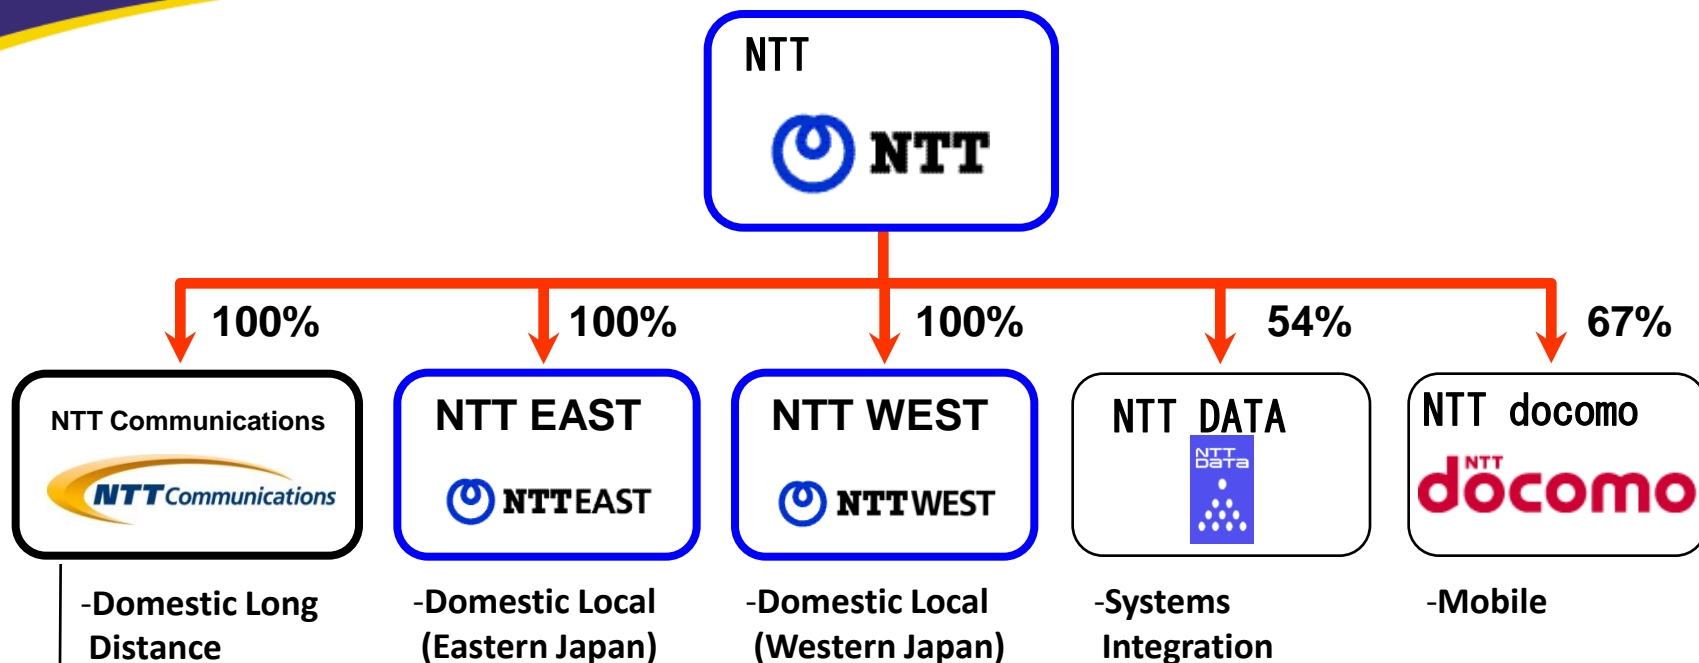 NTT
NTT
100%
100%
100%
54%
67%
NTT Communications
NTT Communications
NTT EAST
NTT EAST
NTT WEST
NTT WEST
NTT DATA
NTT DATA
NTT docomo
NTT
docomo
-Domestic Long
Distance
-Domestic Local
(Eastern Japan)
-Domestic Local
(Western Japan)
-Systems
Integration
-Mobile